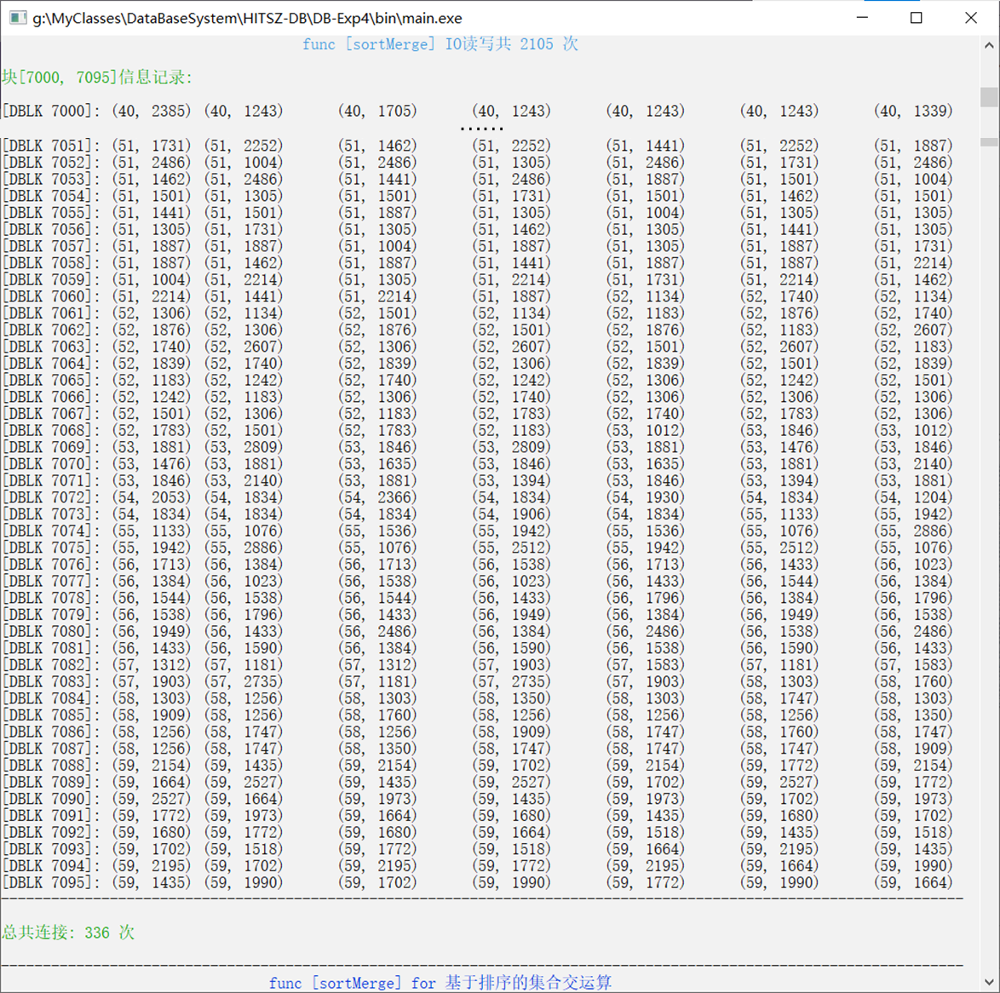 g:\MyClasses\DataBaseSystem\HITSZ-DB\DB-Exp4\bin\main.exe
func [sortMerge] IO读写共 2105 次
块[7000, 7095]信息记录:
[DBLK 7000]: (40, 2385) (40, 1243) (40, 1705) (40, 1243) (40, 1243) (40, 1243) (40, 1339)
......
[DBLK 7051]: (51, 1731) (51, 2252) (51, 1462) (51, 2252) (51, 1441) (51, 2252) (51, 1887)
[DBLK 7052]: (51, 2486) (51, 1004) (51, 2486) (51, 1305) (51, 2486) (51, 1731) (51, 2486)
[DBLK 7053]: (51, 1462) (51, 2486) (51, 1441) (51, 2486) (51, 1887) (51, 1501) (51, 1004)
[DBLK 7054]: (51, 1501) (51, 1305) (51, 1501) (51, 1731) (51, 1501) (51, 1462) (51, 1501)
[DBLK 7055]: (51, 1441) (51, 1501) (51, 1887) (51, 1305) (51, 1004) (51, 1305) (51, 1305)
[DBLK 7056]: (51, 1305) (51, 1731) (51, 1305) (51, 1462) (51, 1305) (51, 1441) (51, 1305)
[DBLK 7057]: (51, 1887) (51, 1887) (51, 1004) (51, 1887) (51, 1305) (51, 1887) (51, 1731)
[DBLK 7058]: (51, 1887) (51, 1462) (51, 1887) (51, 1441) (51, 1887) (51, 1887) (51, 2214)
[DBLK 7059]: (51, 1004) (51, 2214) (51, 1305) (51, 2214) (51, 1731) (51, 2214) (51, 1462)
[DBLK 7060]: (51, 2214) (51, 1441) (51, 2214) (51, 1887) (52, 1134) (52, 1740) (52, 1134)
[DBLK 7061]: (52, 1306) (52, 1134) (52, 1501) (52, 1134) (52, 1183) (52, 1876) (52, 1740)
[DBLK 7062]: (52, 1876) (52, 1306) (52, 1876) (52, 1501) (52, 1876) (52, 1183) (52, 2607)
[DBLK 7063]: (52, 1740) (52, 2607) (52, 1306) (52, 2607) (52, 1501) (52, 2607) (52, 1183)
[DBLK 7064]: (52, 1839) (52, 1740) (52, 1839) (52, 1306) (52, 1839) (52, 1501) (52, 1839)
[DBLK 7065]: (52, 1183) (52, 1242) (52, 1740) (52, 1242) (52, 1306) (52, 1242) (52, 1501)
[DBLK 7066]: (52, 1242) (52, 1183) (52, 1306) (52, 1740) (52, 1306) (52, 1306) (52, 1306)
[DBLK 7067]: (52, 1501) (52, 1306) (52, 1183) (52, 1783) (52, 1740) (52, 1783) (52, 1306)
[DBLK 7068]: (52, 1783) (52, 1501) (52, 1783) (52, 1183) (53, 1012) (53, 1846) (53, 1012)
[DBLK 7069]: (53, 1881) (53, 2809) (53, 1846) (53, 2809) (53, 1881) (53, 1476) (53, 1846)
[DBLK 7070]: (53, 1476) (53, 1881) (53, 1635) (53, 1846) (53, 1635) (53, 1881) (53, 2140)
[DBLK 7071]: (53, 1846) (53, 2140) (53, 1881) (53, 1394) (53, 1846) (53, 1394) (53, 1881)
[DBLK 7072]: (54, 2053) (54, 1834) (54, 2366) (54, 1834) (54, 1930) (54, 1834) (54, 1204)
[DBLK 7073]: (54, 1834) (54, 1834) (54, 1834) (54, 1906) (54, 1834) (55, 1133) (55, 1942)
[DBLK 7074]: (55, 1133) (55, 1076) (55, 1536) (55, 1942) (55, 1536) (55, 1076) (55, 2886)
[DBLK 7075]: (55, 1942) (55, 2886) (55, 1076) (55, 2512) (55, 1942) (55, 2512) (55, 1076)
[DBLK 7076]: (56, 1713) (56, 1384) (56, 1713) (56, 1538) (56, 1713) (56, 1433) (56, 1023)
[DBLK 7077]: (56, 1384) (56, 1023) (56, 1538) (56, 1023) (56, 1433) (56, 1544) (56, 1384)
[DBLK 7078]: (56, 1544) (56, 1538) (56, 1544) (56, 1433) (56, 1796) (56, 1384) (56, 1796)
[DBLK 7079]: (56, 1538) (56, 1796) (56, 1433) (56, 1949) (56, 1384) (56, 1949) (56, 1538)
[DBLK 7080]: (56, 1949) (56, 1433) (56, 2486) (56, 1384) (56, 2486) (56, 1538) (56, 2486)
[DBLK 7081]: (56, 1433) (56, 1590) (56, 1384) (56, 1590) (56, 1538) (56, 1590) (56, 1433)
[DBLK 7082]: (57, 1312) (57, 1181) (57, 1312) (57, 1903) (57, 1583) (57, 1181) (57, 1583)
[DBLK 7083]: (57, 1903) (57, 2735) (57, 1181) (57, 2735) (57, 1903) (58, 1303) (58, 1760)
[DBLK 7084]: (58, 1303) (58, 1256) (58, 1303) (58, 1350) (58, 1303) (58, 1747) (58, 1303)
[DBLK 7085]: (58, 1909) (58, 1256) (58, 1760) (58, 1256) (58, 1256) (58, 1256) (58, 1350)
[DBLK 7086]: (58, 1256) (58, 1747) (58, 1256) (58, 1909) (58, 1747) (58, 1760) (58, 1747)
[DBLK 7087]: (58, 1256) (58, 1747) (58, 1350) (58, 1747) (58, 1747) (58, 1747) (58, 1909)
[DBLK 7088]: (59, 2154) (59, 1435) (59, 2154) (59, 1702) (59, 2154) (59, 1772) (59, 2154)
[DBLK 7089]: (59, 1664) (59, 2527) (59, 1435) (59, 2527) (59, 1702) (59, 2527) (59, 1772)
[DBLK 7090]: (59, 2527) (59, 1664) (59, 1973) (59, 1435) (59, 1973) (59, 1702) (59, 1973)
[DBLK 7091]: (59, 1772) (59, 1973) (59, 1664) (59, 1680) (59, 1435) (59, 1680) (59, 1702)
[DBLK 7092]: (59, 1680) (59, 1772) (59, 1680) (59, 1664) (59, 1518) (59, 1435) (59, 1518)
[DBLK 7093]: (59, 1702) (59, 1518) (59, 1772) (59, 1518) (59, 1664) (59, 2195) (59, 1435)
[DBLK 7094]: (59, 2195) (59, 1702) (59, 2195) (59, 1772) (59, 2195) (59, 1664) (59, 1990)
[DBLK 7095]: (59, 1435) (59, 1990) (59, 1702) (59, 1990) (59, 1772) (59, 1990) (59, 1664)
总共连接: 336 次
func [sortMerge] for 基于排序的集合交运算